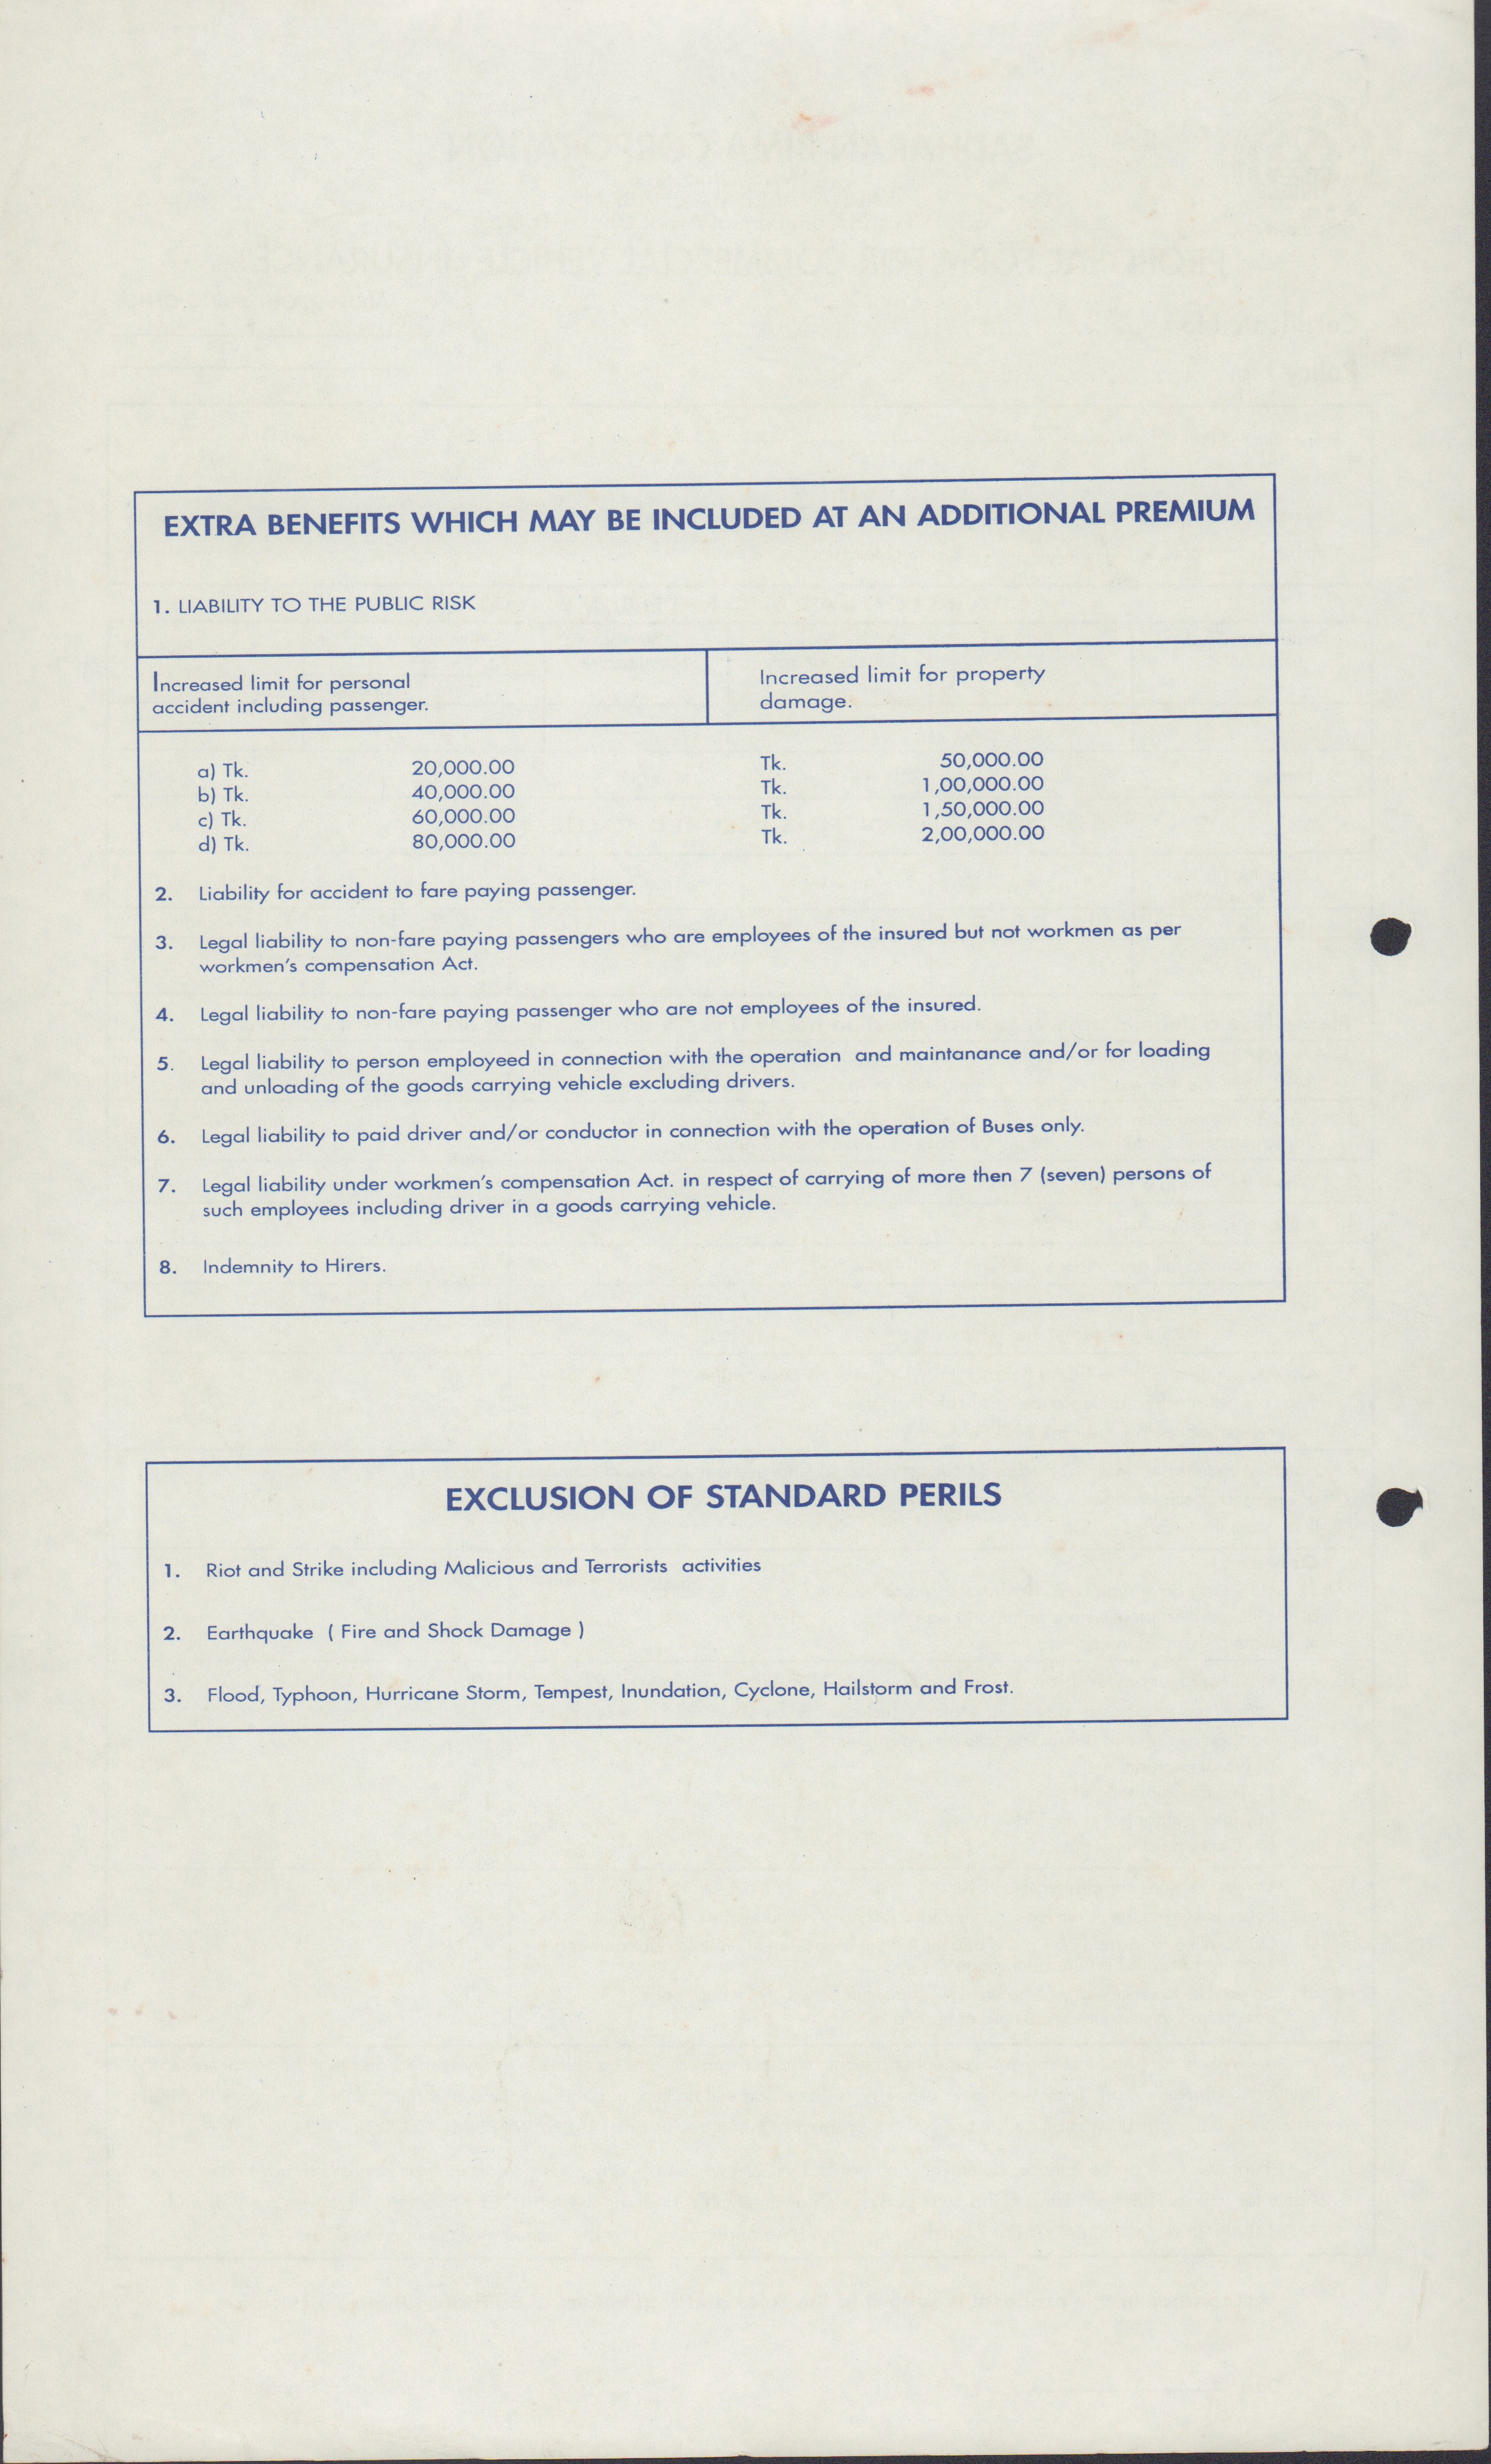 EXTRA BENEFITS WHICH MAY BE INCLUDED AT AN ADDITIONAL PREMIUM
1. LIABILITY TO THE PUBLIC RISK
Increased limit for personal
accident including passenger.
Increased limit for property
damage.
a) Tk. 20,000.00 Tk. 50,000.00
b) Tk. 40,000.00 Tk. 1,00,000.00
c) Tk. 60,000.00 Tk. 1,50,000.00
d) Tk. 80,000.00 Tk. 2,00,000.00
2. Liability for accident to fare paying passenger.
3. Legal liability to non-fare paying passengers who are employees of the insured but not workmen as per
workmen's compensation Act.
4. Legal liability to non-fare paying passenger who are not employees of the insured.
5. Legal liability to person employeed in connection with the operation and maintanance and/or for loading
and unloading of the goods carrying vehicle excluding drivers.
6. Legal liability to paid driver and/or conductor in connection with the operation of Buses only.
7. Legal liability under workmen's compensation Act. in respect of carrying of more then 7 (seven) persons of
such employees including driver in a goods carrying vehicle.
8. Indemnity to Hirers.
EXCLUSION OF STANDARD PERILS
1. Riot and Strike including Malicious and Terrorists activities
2. Earthquake ( Fire and Shock Damage )
3. Flood, Typhoon, Hurricane Storm, Tempest, Inundation, Cyclone, Hailstorm and Frost.